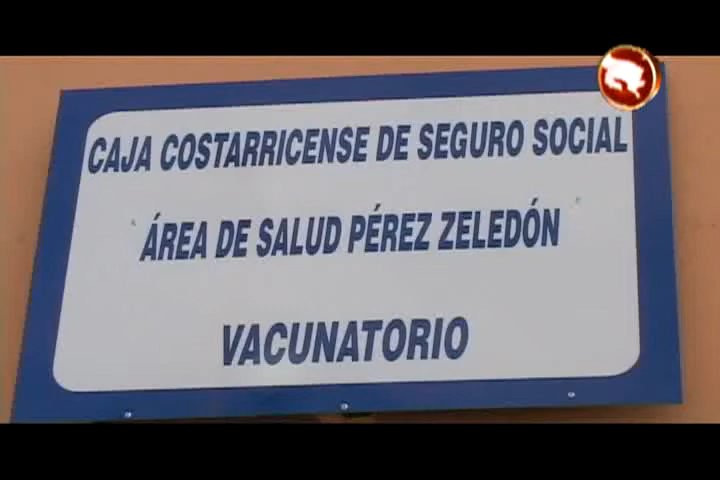 CAJA COSTARRICENSE DE SEGURO SOCIAL
ÁREA DE SALUD PÉREZ ZELEDÓN
VACUNATORIO